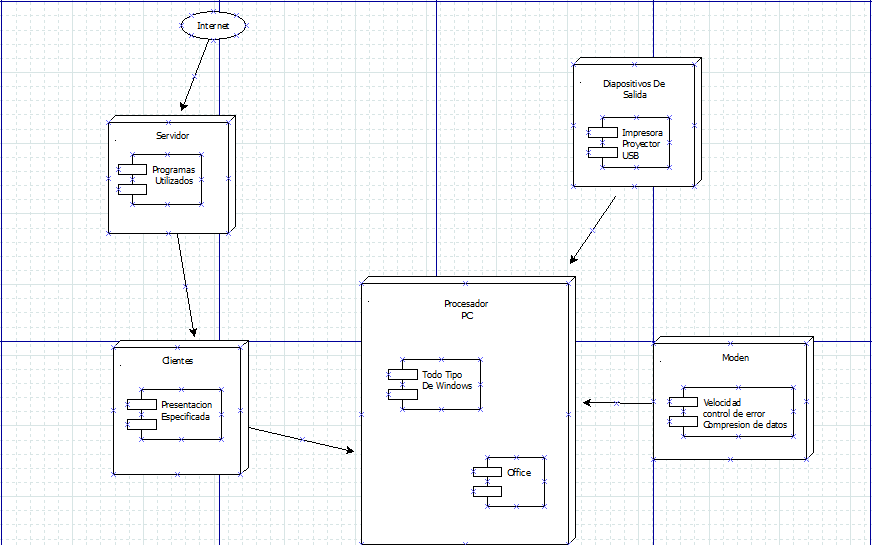 Internet
Servidor
Programas
Utilizados
Diapositivos De
Salida
Impresora
Proyector
USB
Procesador
PC
Todo Tipo
De Windows
Office
Clientes
Presentacion
Especificada
Moden
Velocidad
control de error
Compresion de datos